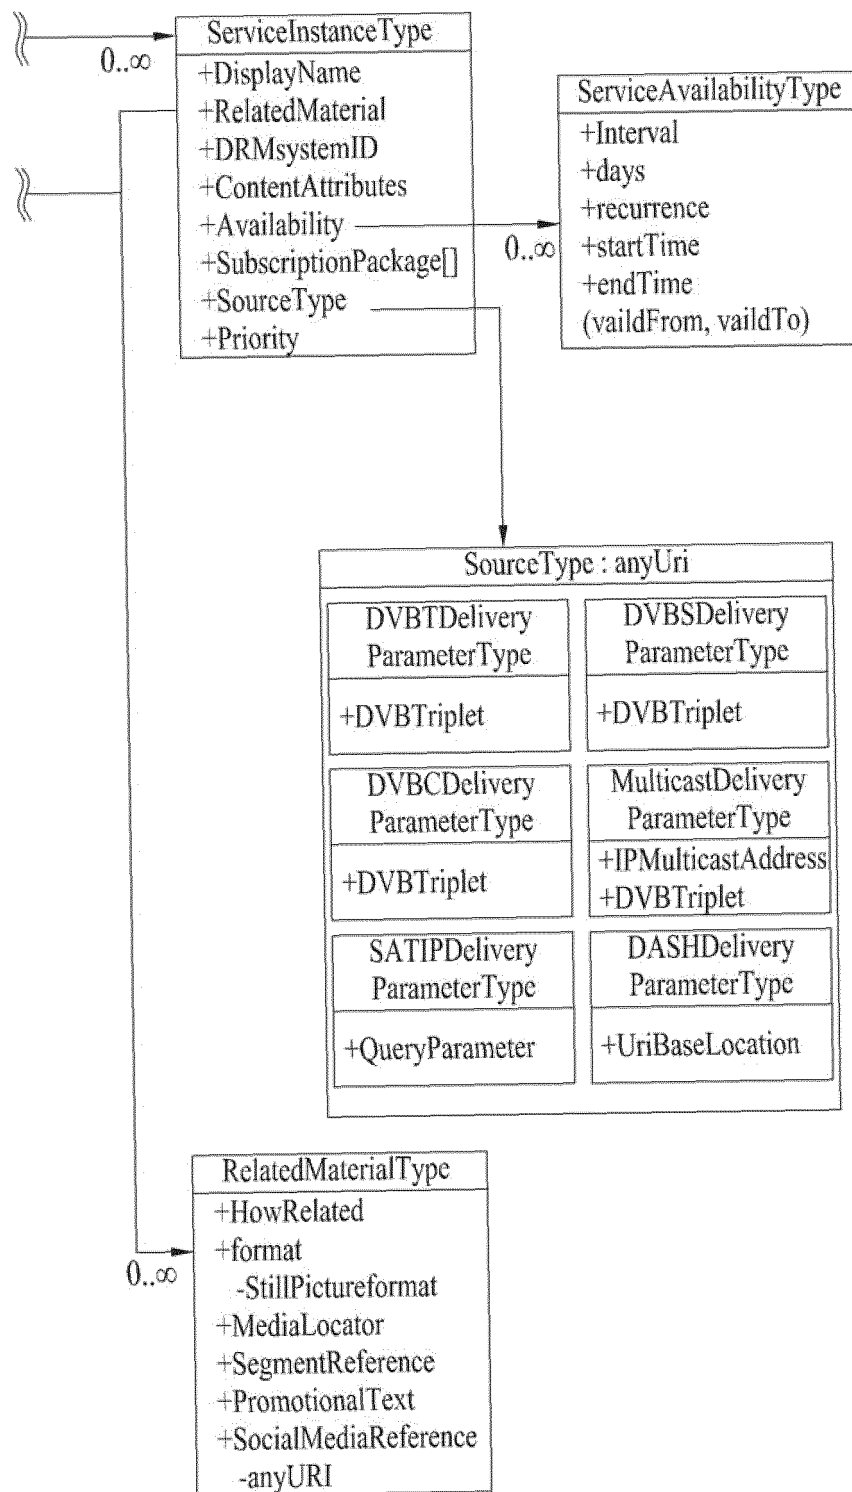 ServiceInstanceType
0..∞
+DisplayName
+RelatedMaterial
+DRMsystemID
+ContentAttributes
+Availability
+SubscriptionPackage[]
+SourceType
+Priority
ServiceAvailabilityType
+Interval
+days
+recurrence
+startTime
+endTime
(vaildFrom, vaildTo)
0..∞
SourceType : anyUri
DVBTDelivery
ParameterType
+DVBTriplet
DVBSDelivery
ParameterType
+DVBTriplet
DVBCDelivery
ParameterType
+DVBTriplet
MulticastDelivery
ParameterType
+IPMulticastAddress
+DVBTriplet
SATIPDelivery
ParameterType
+QueryParameter
DASHDelivery
ParameterType
+UriBaseLocation
RelatedMaterialType
0..∞
+HowRelated
+format
-StillPictureformat
+MediaLocator
+SegmentReference
+PromotionalText
+SocialMediaReference
-anyURI